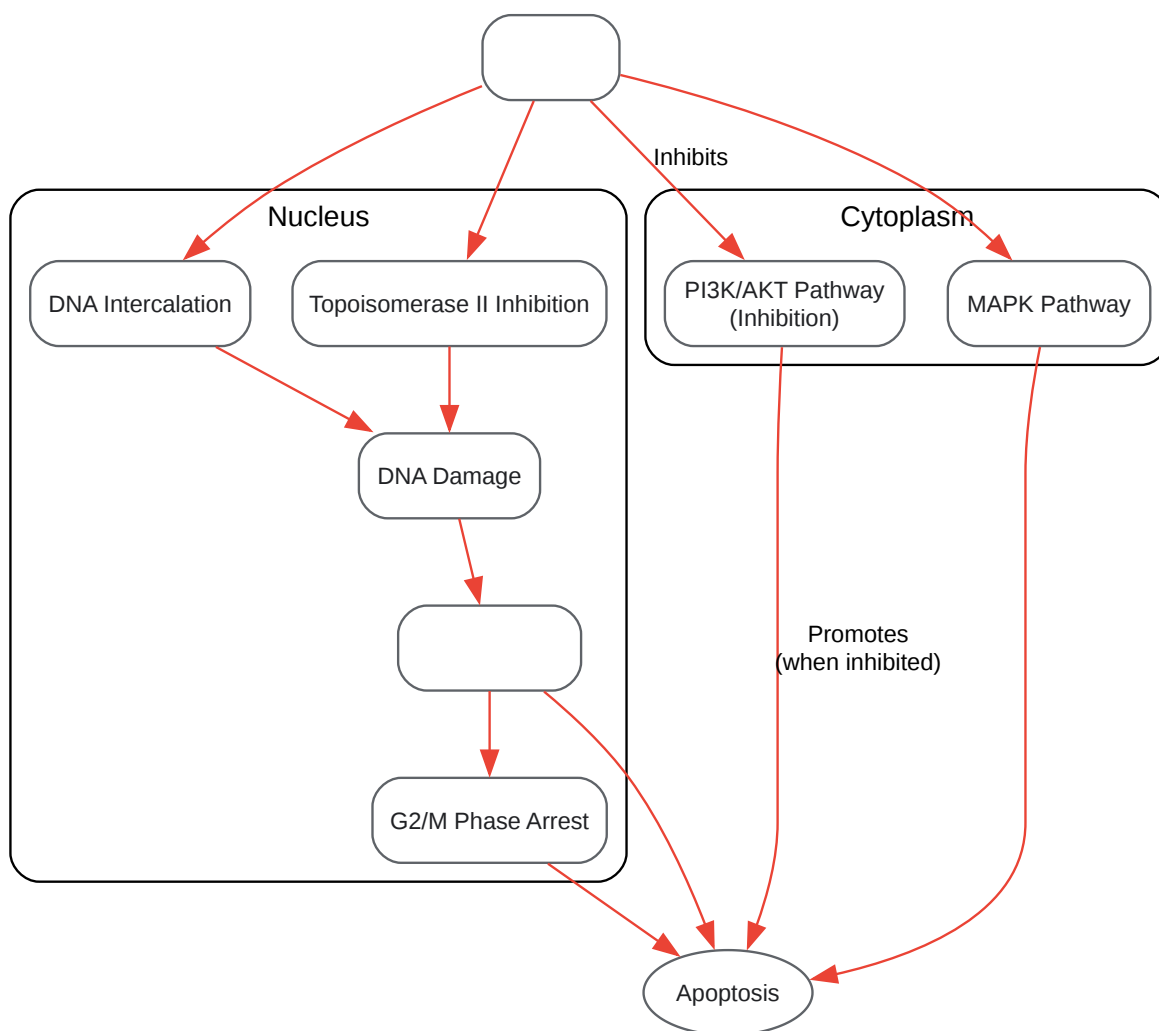 Inhibits
Nucleus
Cytoplasm
DNA Intercalation
Topoisomerase II Inhibition
PI3K/AKT Pathway
(Inhibition)
MAPK Pathway
DNA Damage
Promotes
(when inhibited)
G2/M Phase Arrest
Apoptosis